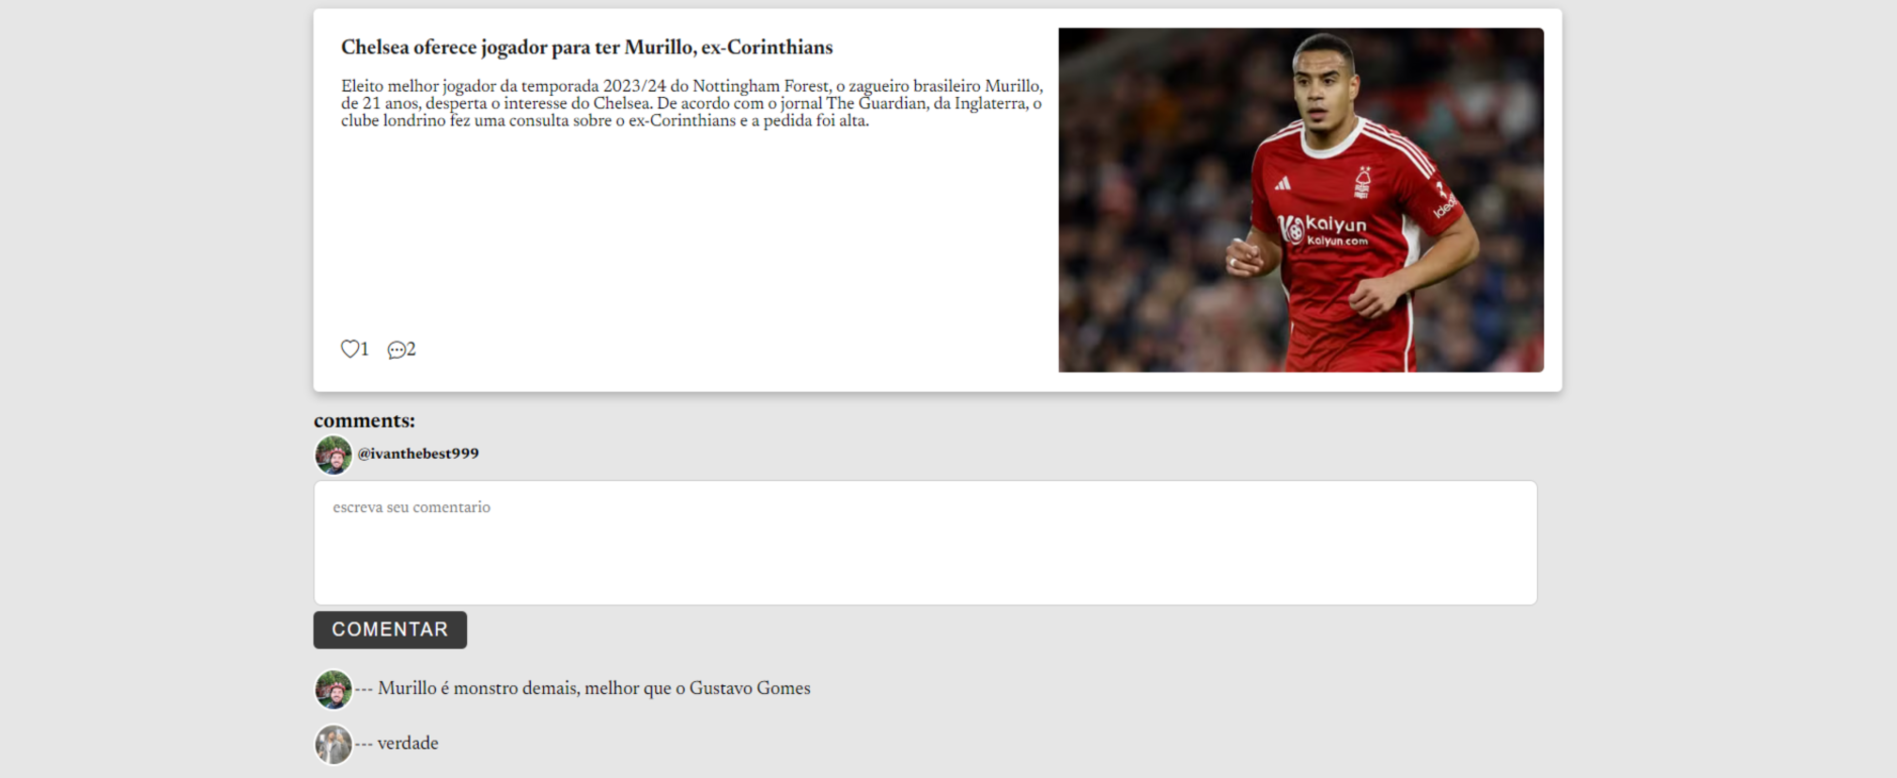 Chelsea oferece jogador para ter Murillo, ex-Corinthians
Eleito melhor jogador da temporada 2023/24 do Nottingham Forest, o zagueiro brasileiro Murillo,
de 21 anos, desperta o interesse do Chelsea. De acordo com o jornal The Guardian, da Inglaterra, o
clube londrino fez uma consulta sobre o ex-Corinthians e a pedida foi alta.
kaiyun
kaiyun.com
1 2
comments:
@ivanthebest999
escreva seu comentario
COMENTAR
--- Murillo é monstro demais, melhor que o Gustavo Gomes
--- verdade